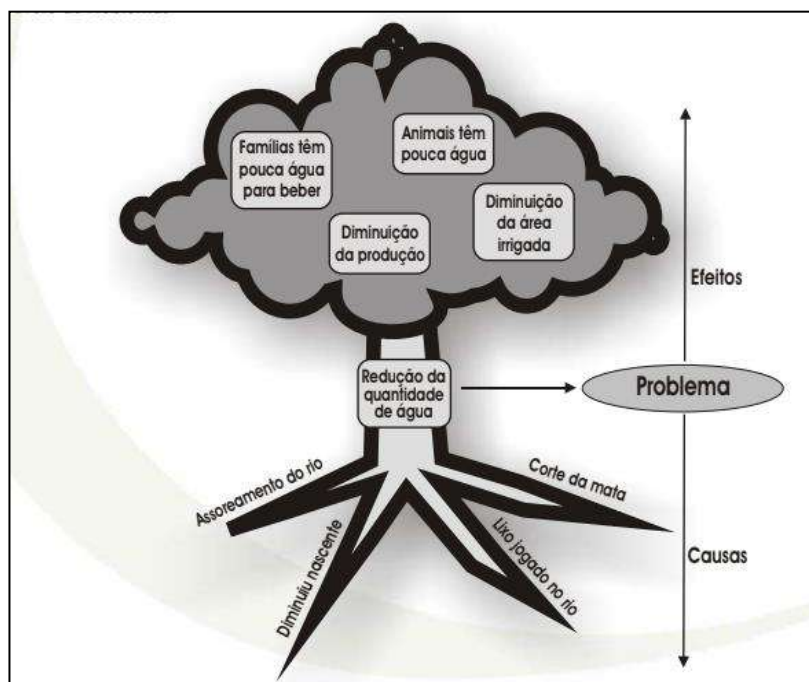 Famílias têm
pouca água
para beber
Animais têm
pouca água
Diminuição
da produção
Diminuição
da área
irrigada
Efeitos
Redução da
quantidade
de água
Problema
Assoreamento do rio
Diminuiu nascente
Lixo jogado no rio
Corte da mata
Causas